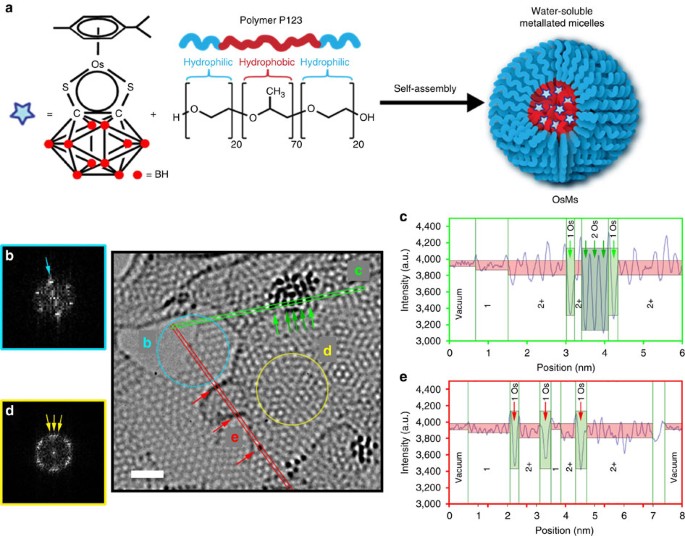 a
Polymer P123
Water-soluble
metallated micelles
Os
Hydrophilic
Hydrophobic
Hydrophilic
S
S
Self-assembly
CH3
=
C
C
+
H
O
O
O
OH
20
70
20
= BH
OsMs
b
c
b
d
e
d
c
1 Os
2 Os
1 Os
4,400
4,200
4,000
3,800
3,600
3,400
3,200
3,000
Intensity (a.u.)
Vacuum
1
2+
2+
2+
0
1
2
3
4
5
6
Position (nm)
e
1 Os
1 Os
1 Os
4,400
4,200
4,000
3,800
3,600
3,400
3,200
3,000
Intensity (a.u.)
Vacuum
1
2+
1
2+
2+
Vacuum
0
1
2
3
4
5
6
7
8
Position (nm)